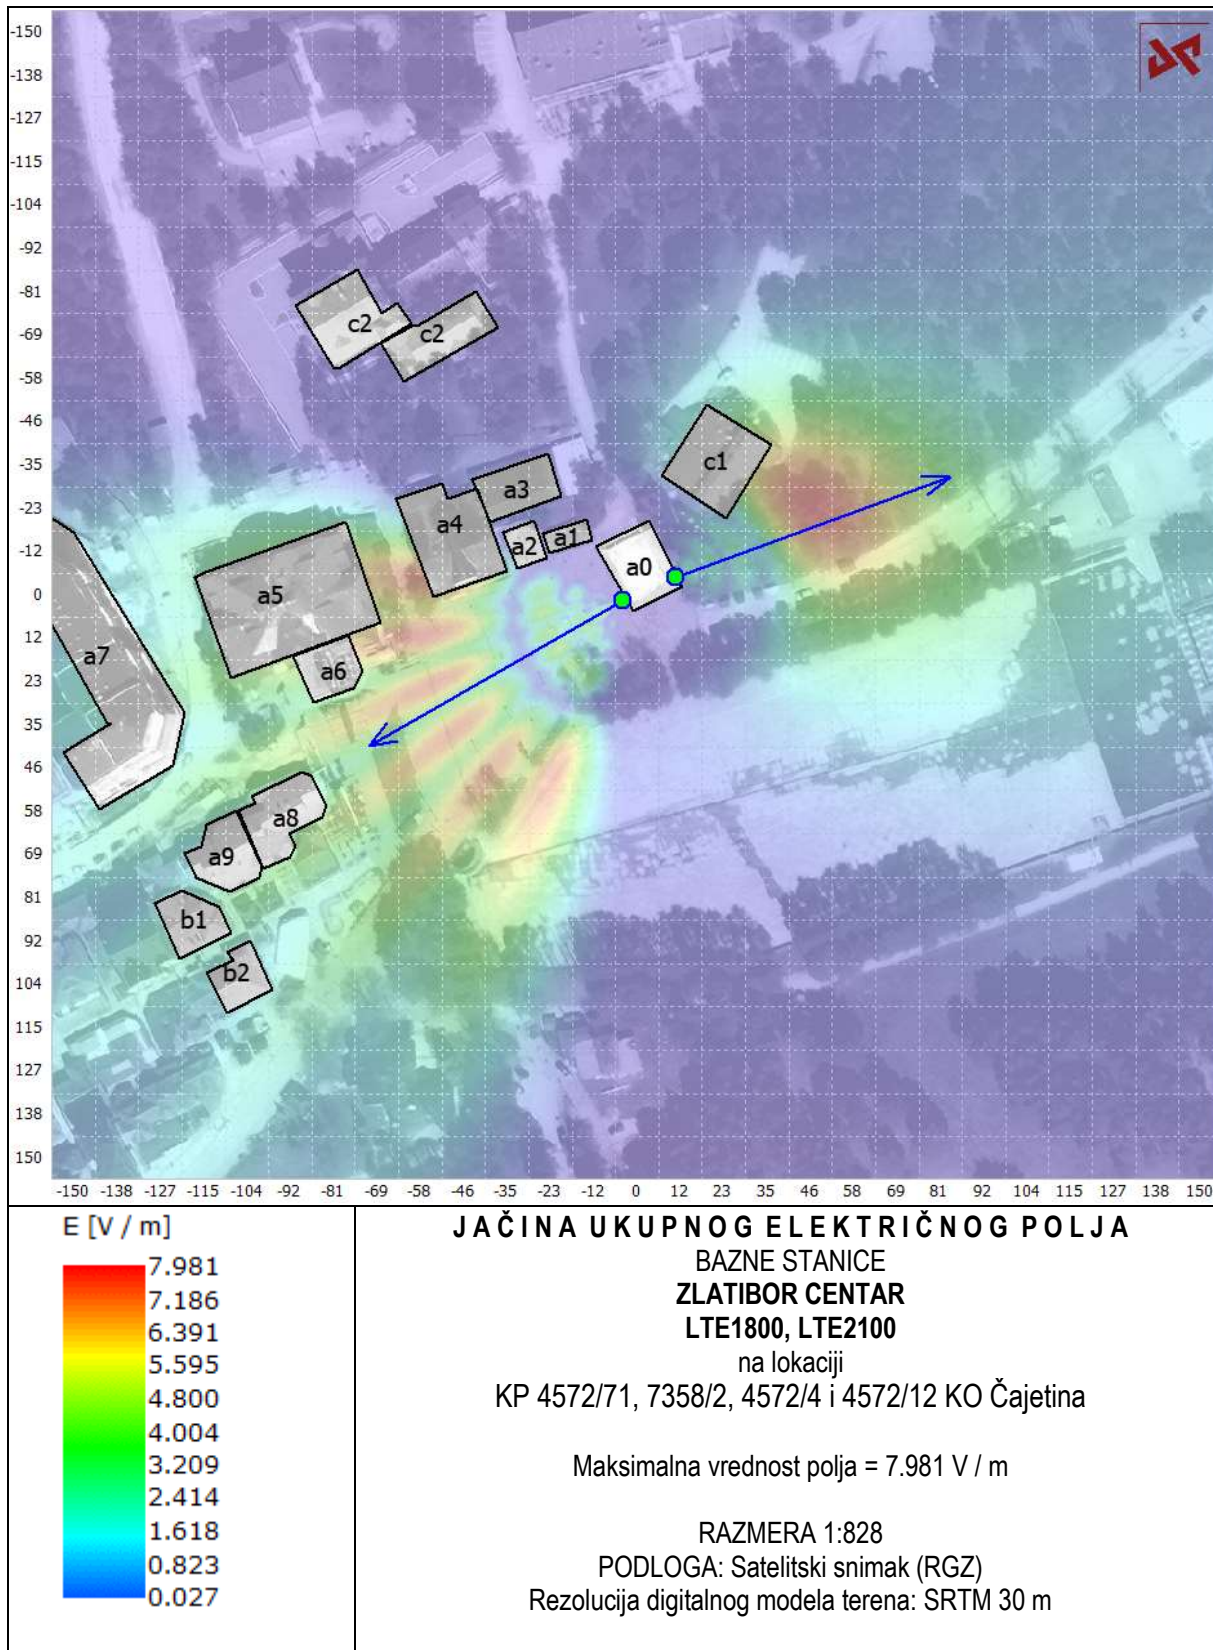 -150
-138
-127
-115
-104
-92
-81
-69
-58
-46
-35
-23
-12
0
12
23
35
46
58
69
81
92
104
115
127
138
150
c2
c2
c1
a3
a4
a2
a1
a0
a5
a6
a7
a8
a9
b1
b2
-150 -138 -127 -115 -104 -92 -81 -69 -58 -46 -35 -23 -12 0 12 23 35 46 58 69 81 92 104 115 127 138 150
E [V / m]
7.981
7.186
6.391
5.595
4.800
4.004
3.209
2.414
1.618
0.823
0.027
JAČINA UKUPNOG ELEKTRIČNOG POLJA
BAZNE STANICE
ZLATIBOR CENTAR
LTE1800, LTE2100
na lokaciji
KP 4572/71, 7358/2, 4572/4 i 4572/12 KO Čajetina
Maksimalna vrednost polja = 7.981 V / m
RAZMERA 1:828
PODLOGA: Satelitski snimak (RGZ)
Rezolucija digitalnog modela terena: SRTM 30 m